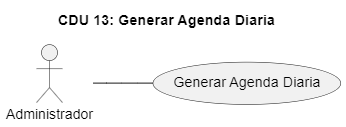 CDU 13: Generar Agenda Diaria
Generar Agenda Diaria
Administrador